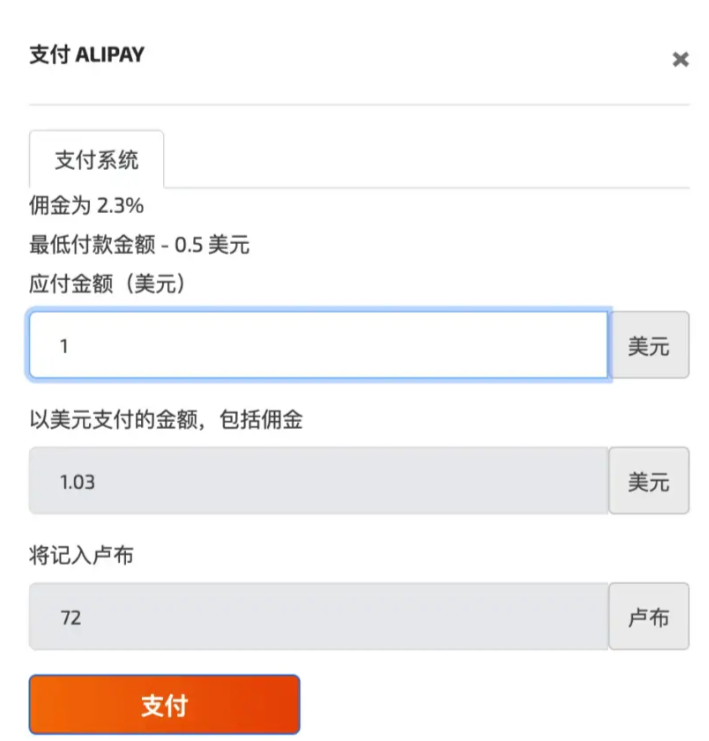 支付 ALIPAY
支付系统
佣金为 2.3%
最低付款金额 - 0.5 美元
应付金额（美元）
1 美元
以美元支付的金额，包括佣金
1.03 美元
将记入卢布
72 卢布
支付